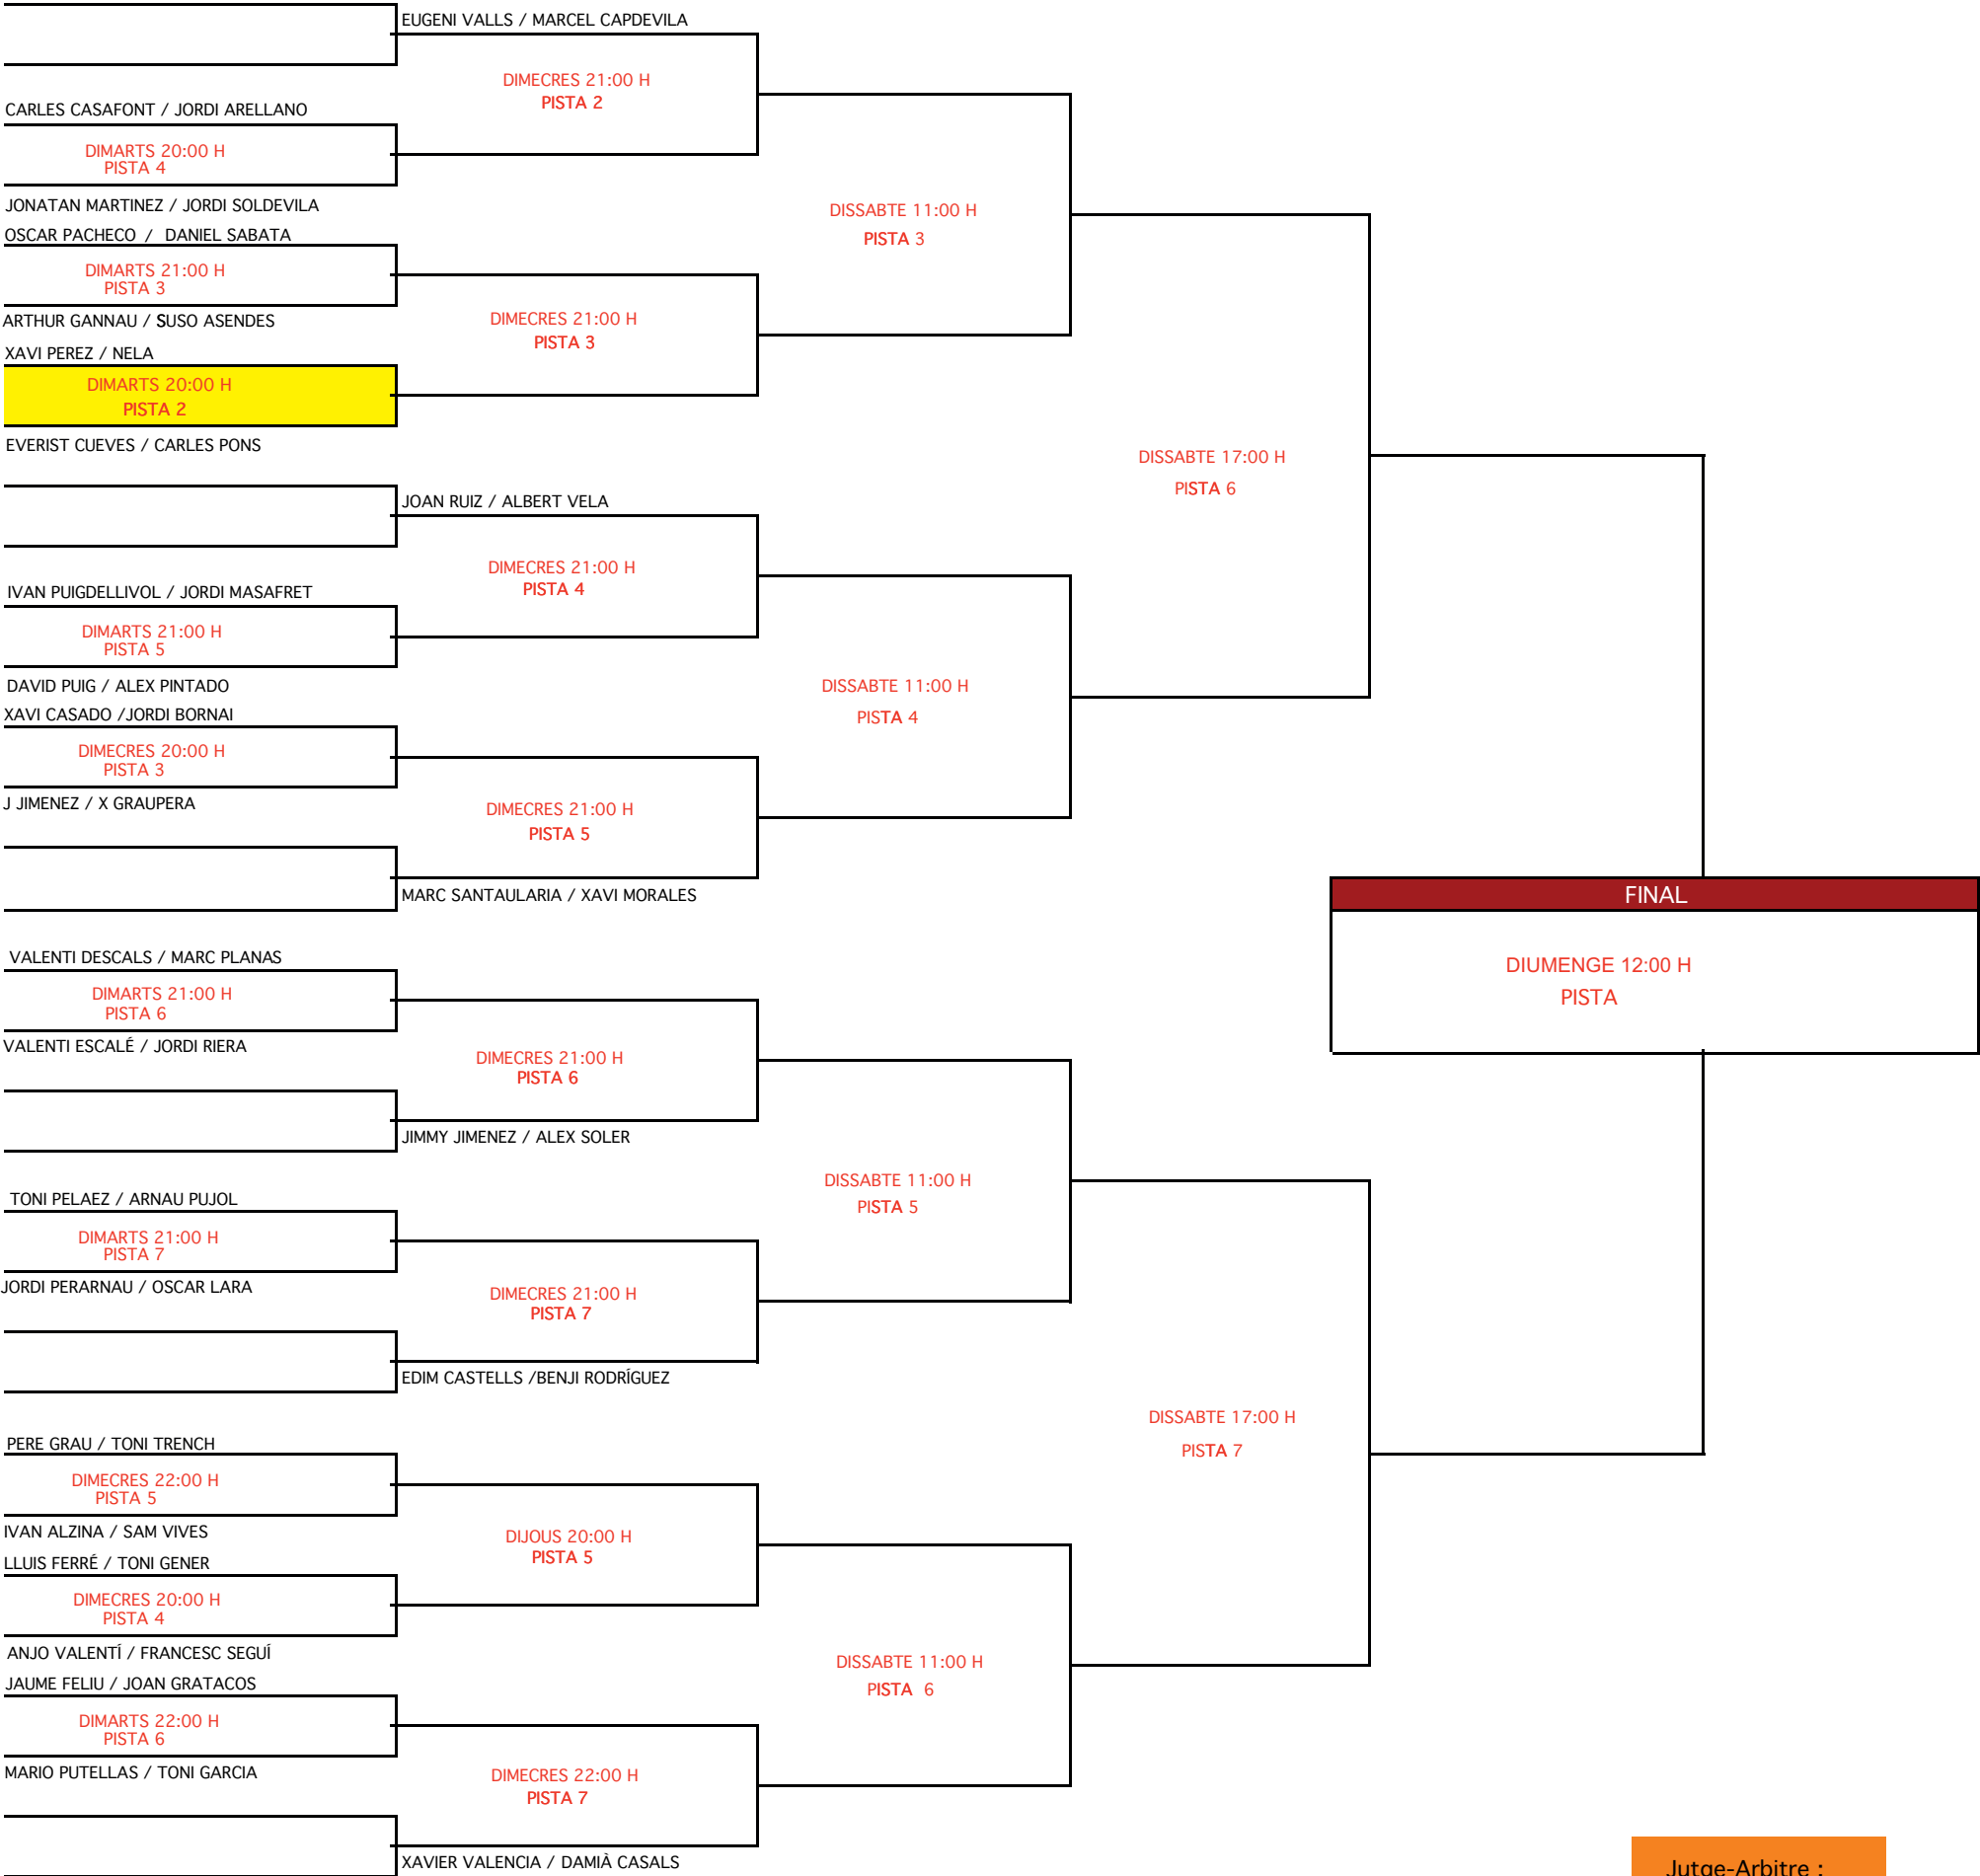 EUGENI VALLS / MARCEL CAPDEVILA
DIMECRES 21:00 H
PISTA 2
CARLES CASAFONT / JORDI ARELLANO
DIMARTS 20:00 H
PISTA 4
JONATAN MARTINEZ / JORDI SOLDEVILA
DISSABTE 11:00 H
PISTA 3
OSCAR PACHECO / DANIEL SABATA
DIMARTS 21:00 H
PISTA 3
ARTHUR GANNAU / SUSO ASENDES
DIMECRES 21:00 H
PISTA 3
XAVI PEREZ / NELA
DIMARTS 20:00 H
PISTA 2
EVERIST CUEVES / CARLES PONS
DISSABTE 17:00 H
PISTA 6
JOAN RUIZ / ALBERT VELA
DIMECRES 21:00 H
PISTA 4
IVAN PUIGDELLIVOL / JORDI MASAFRET
DIMARTS 21:00 H
PISTA 5
DAVID PUIG / ALEX PINTADO
DISSABTE 11:00 H
PISTA 4
XAVI CASADO /JORDI BORNAI
DIMECRES 20:00 H
PISTA 3
J JIMENEZ / X GRAUPERA
DIMECRES 21:00 H
PISTA 5
MARC SANTAULARIA / XAVI MORALES
FINAL
DIUMENGE 12:00 H
PISTA
VALENTI DESCALS / MARC PLANAS
DIMARTS 21:00 H
PISTA 6
VALENTI ESCALÉ / JORDI RIERA
DIMECRES 21:00 H
PISTA 6
JIMMY JIMENEZ / ALEX SOLER
DISSABTE 11:00 H
PISTA 5
TONI PELAEZ / ARNAU PUJOL
DIMARTS 21:00 H
PISTA 7
JORDI PERARNAU / OSCAR LARA
DIMECRES 21:00 H
PISTA 7
EDIM CASTELLS /BENJI RODRÍGUEZ
DISSABTE 17:00 H
PISTA 7
PERE GRAU / TONI TRENCH
DIMECRES 22:00 H
PISTA 5
IVAN ALZINA / SAM VIVES
DIJOUS 20:00 H
PISTA 5
LLUIS FERRÉ / TONI GENER
DIMECRES 20:00 H
PISTA 4
ANJO VALENTÍ / FRANCESC SEGUÍ
DISSABTE 11:00 H
PISTA 6
JAUME FELIU / JOAN GRATACOS
DIMARTS 22:00 H
PISTA 6
MARIO PUTELLAS / TONI GARCIA
DIMECRES 22:00 H
PISTA 7
XAVIER VALENCIA / DAMIÀ CASALS
Jutge-Arbitre :